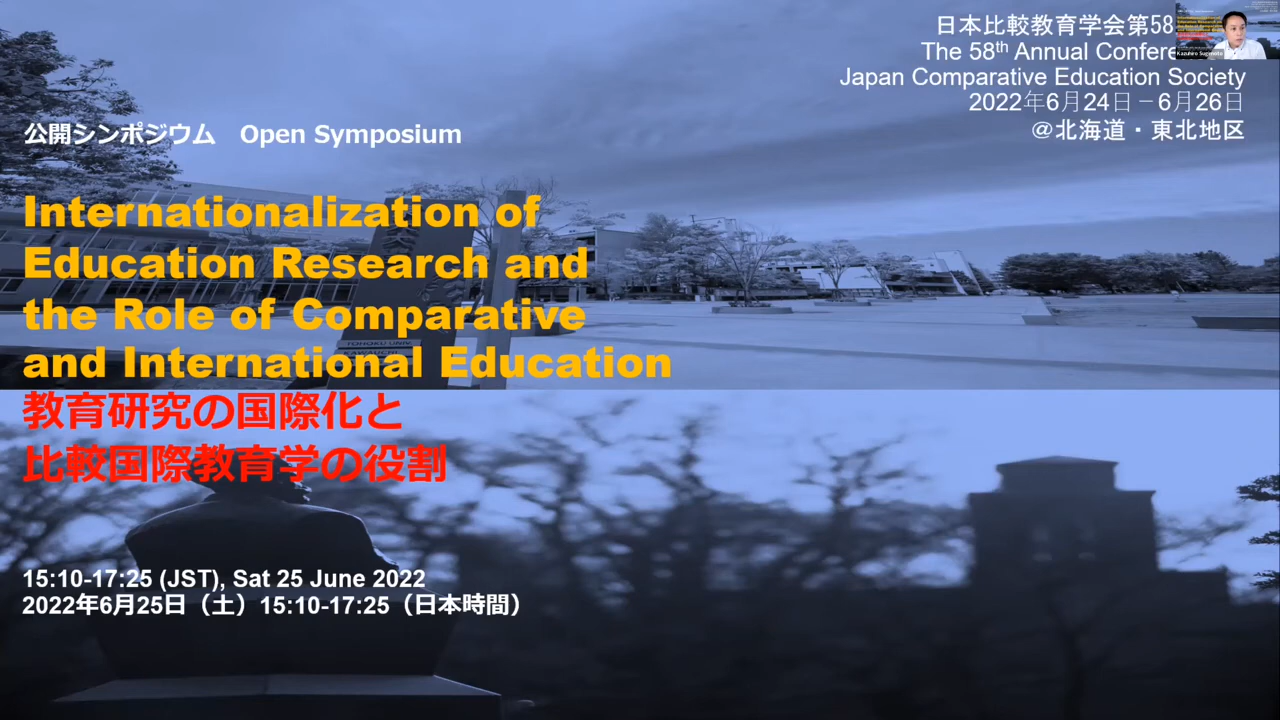 日本比較教育学会第58
The 58th Annual Confere
Japan Comparative Education Society
2022年6月24日－6月26日
@北海道・東北地区
公開シンポジウム Open Symposium
Internationalization of
Education Research and
the Role of Comparative
and International Education
教育研究の国際化と
比較国際教育学の役割
15:10-17:25 (JST), Sat 25 June 2022
2022年6月25日（土）15:10-17:25（日本時間）
TOHOKU UNIV.
KAWAUCHI
Kazuhiro Sugimoto